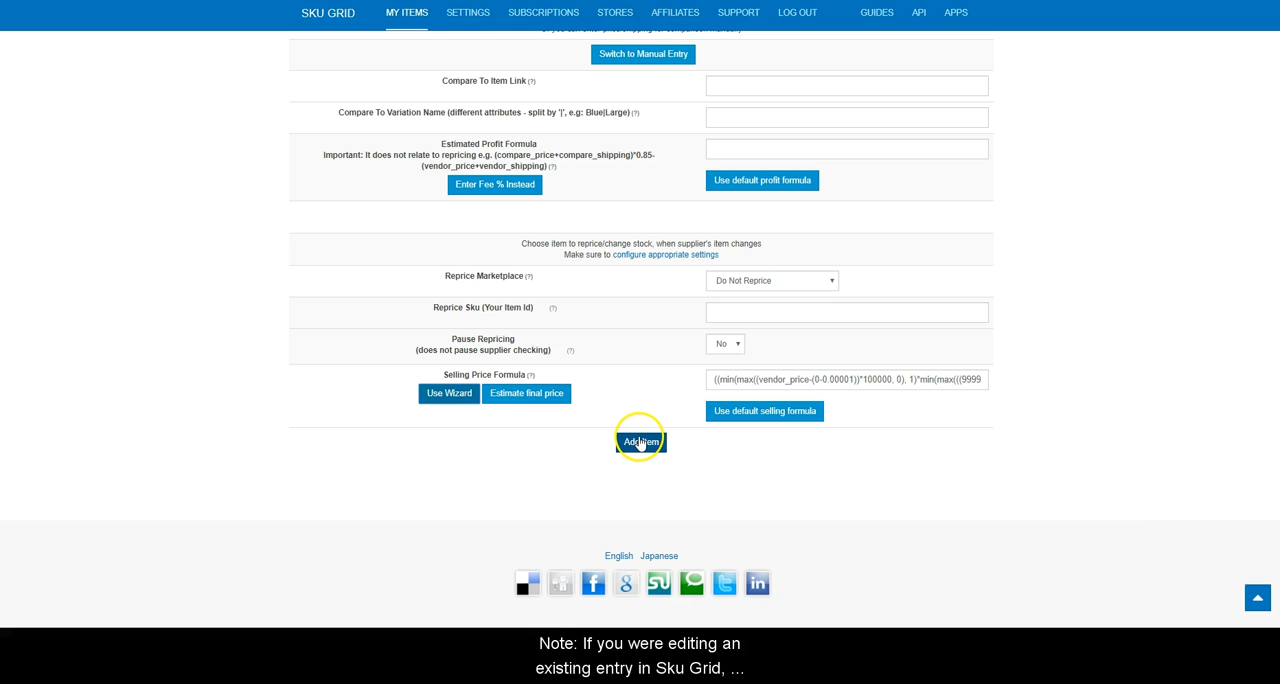 SKU GRID MY ITEMS SETTINGS SUBSCRIPTIONS STORES AFFILIATES SUPPORT LOG OUT GUIDES API APPS
Switch to Manual Entry
Compare To Item Link (?)
Compare To Variation Name (different attributes - split by '|', e.g: Blue|Large) (?)
Estimated Profit Formula
Important: It does not relate to repricing e.g. (compare_price+compare_shipping)*0.85-
(vendor_price+vendor_shipping) (?)
Enter Fee % Instead
Use default profit formula
Choose item to reprice/change stock, when supplier's item changes
Make sure to configure appropriate settings
Reprice Marketplace (?)
Do Not Reprice
Reprice Sku (Your Item Id) (?)
Pause Repricing
(does not pause supplier checking) (?)
No
Selling Price Formula (?)
Use Wizard Estimate final price
((min(max((vendor_price-(0-0.00001))*100000, 0), 1)*min(max(((9999
Use default selling formula
Add Item
English Japanese
Note: If you were editing an
existing entry in Sku Grid, ...